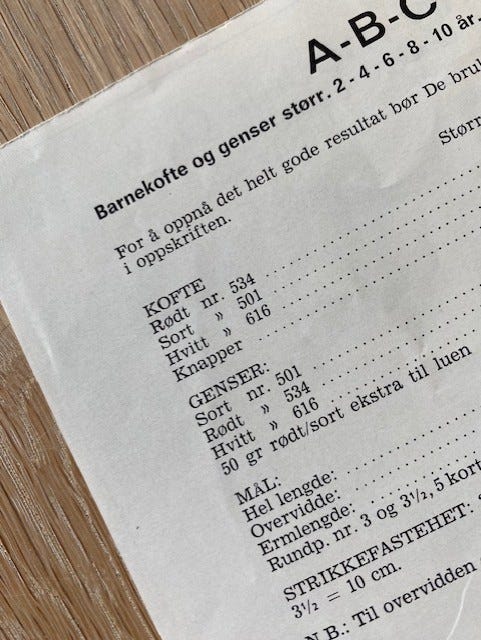 A-B-C
Barnekofte og genser størr. 2 - 4 - 6 - 8 - 10 år.
For å oppnå det helt gode resultat bør De
i oppskriften.
Størr
KOFTE
Rødt nr. 534
Sort » 501
Hvitt » 616
Knapper
GENSER:
Sort nr. 501
Rødt » 534
Hvitt » 616
50 gr rødt/sort ekstra til luen
MÅL:
Hel lengde:
Overvidde:
Ermlengde:
Rundp. nr. 3 og 3½, 5 kort
STRIKKEFASTEHET:
3½ = 10 cm.
N.B.: Til overvidden